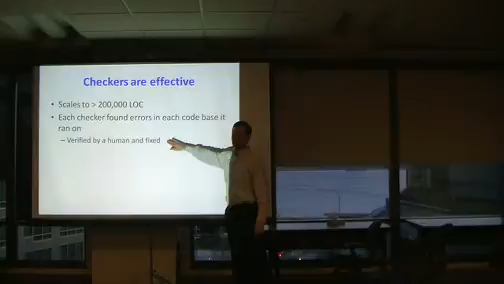 Checkers are effective
• Scales to > 200,000 LOC
• Each checker found errors in each code base it
ran on
– Verified by a human and fixed